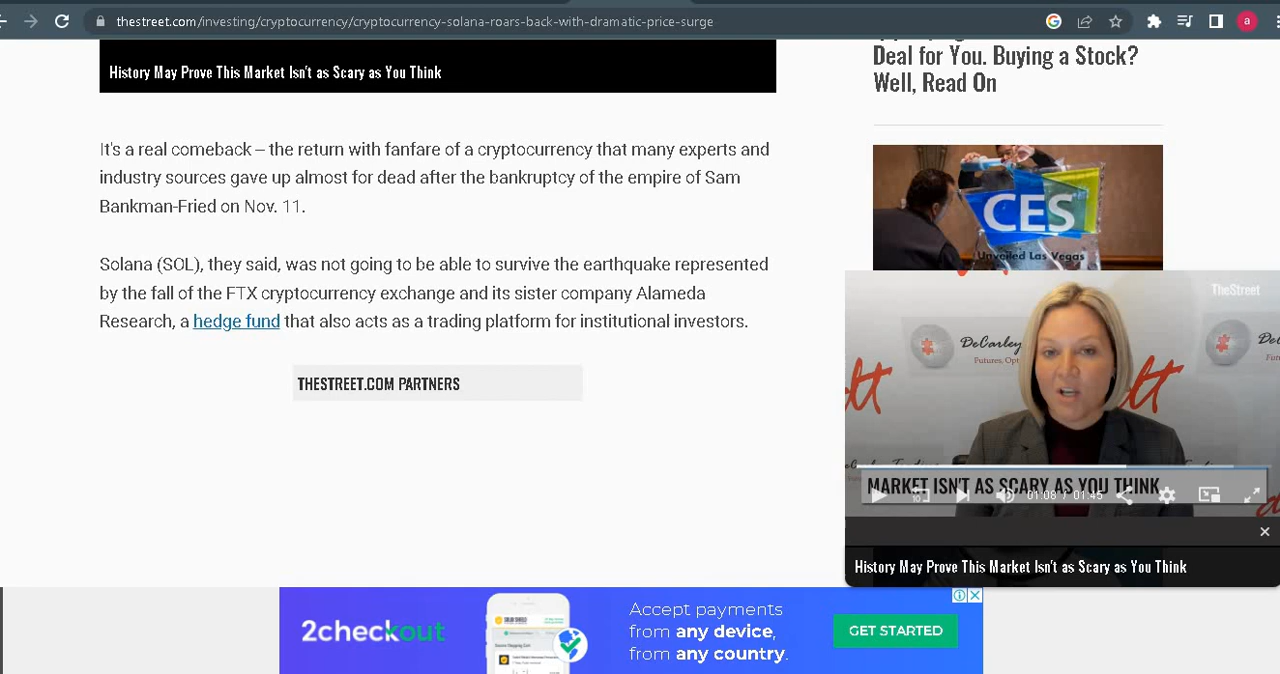 thestreet.com/investing/cryptocurrency/cryptocurrency-solana-roars-back-with-dramatic-price-surge
a
History May Prove This Market Isn't as Scary as You Think
Deal for You. Buying a Stock?
Well, Read On
It's a real comeback – the return with fanfare of a cryptocurrency that many experts and
industry sources gave up almost for dead after the bankruptcy of the empire of Sam
Bankman-Fried on Nov. 11.
Solana (SOL), they said, was not going to be able to survive the earthquake represented
by the fall of the FTX cryptocurrency exchange and its sister company Alameda
Research, a hedge fund that also acts as a trading platform for institutional investors.
THESTREET.COM PARTNERS
CES
Unveiled Las Vegas
TheStreet
DeCarley
Futures, Opt
MARKET ISN'T AS SCARY AS YOU THINK
10
01:08 / 01:45
History May Prove This Market Isn't as Scary as You Think
2checkout
Accept payments
from any device,
from any country.
GET STARTED